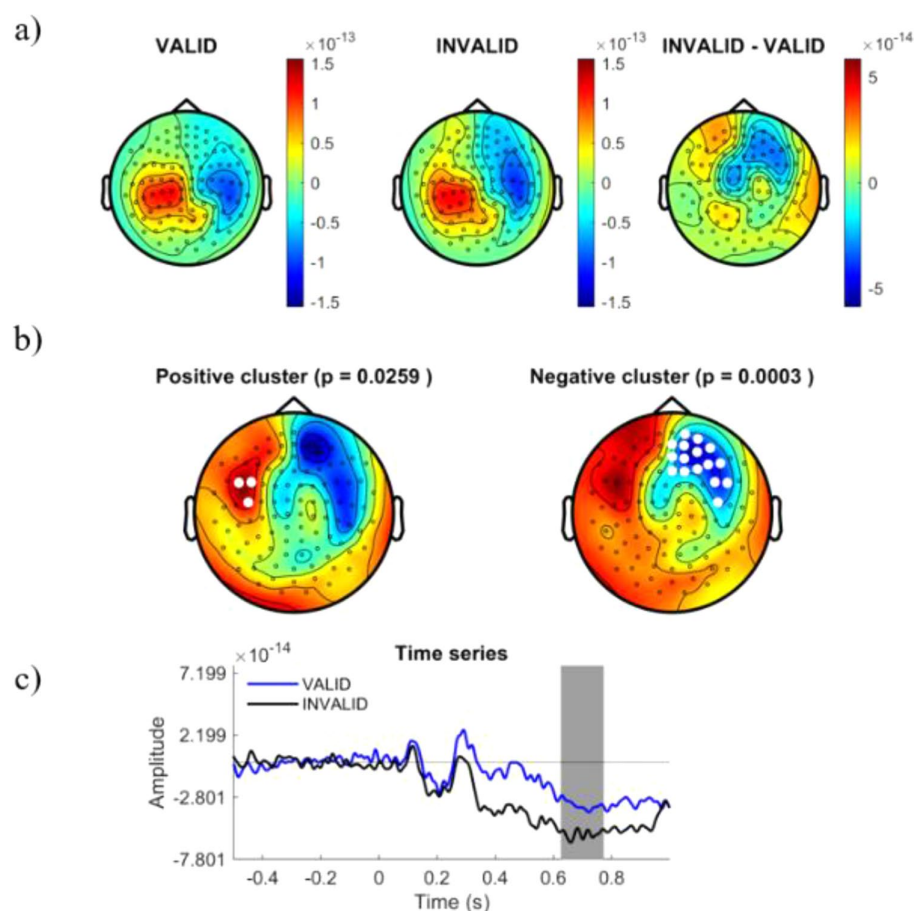 a)
VALID
INVALID
INVALID - VALID
×10⁻¹³
1.5
1
0.5
0
-0.5
-1
-1.5
×10⁻¹³
1.5
1
0.5
0
-0.5
-1
-1.5
×10⁻¹⁴
5
0
-5
b)
Positive cluster (p = 0.0259 )
Negative cluster (p = 0.0003 )
c)
×10⁻¹⁴
Time series
7.199
2.199
-2.801
-7.801
Amplitude
VALID
INVALID
-0.4 -0.2 0 0.2 0.4 0.6 0.8
Time (s)